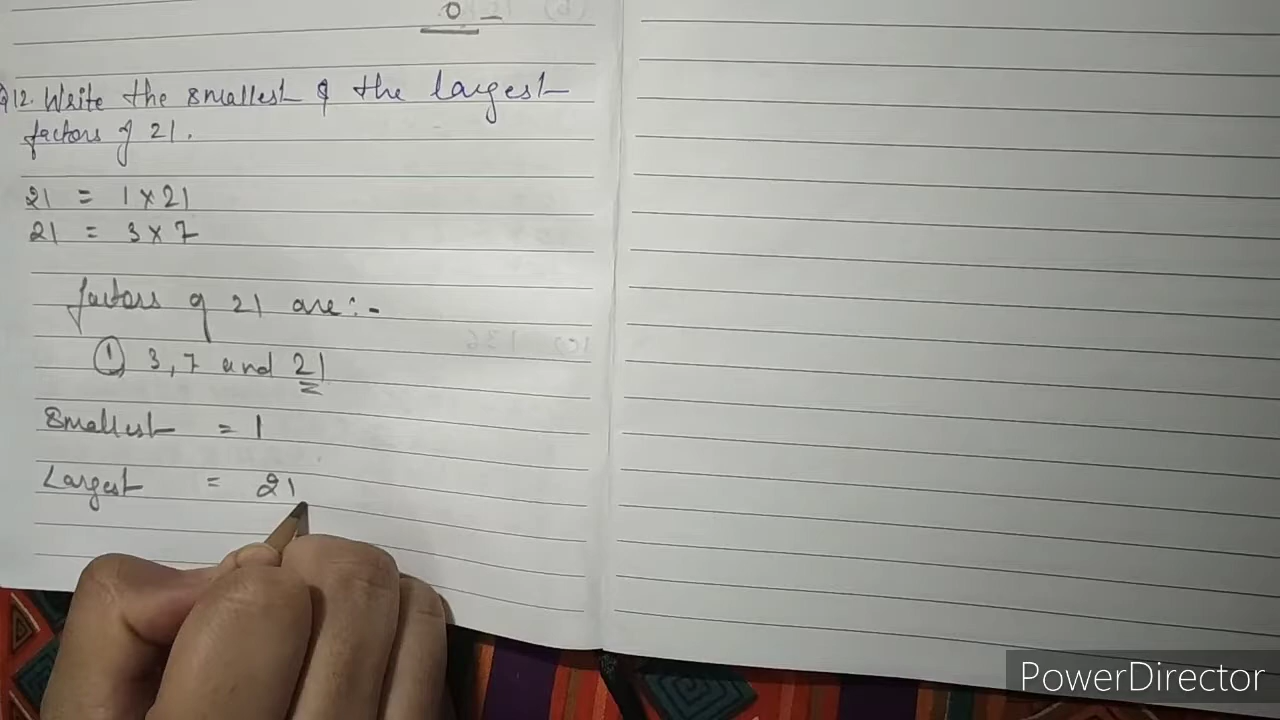 Q12. Write the smallest & the largest
factors of 21.
21 = 1 x 21
21 = 3 x 7
factors of 21 are :-
1, 3, 7 and 21
Smallest = 1
Largest = 21
PowerDirector